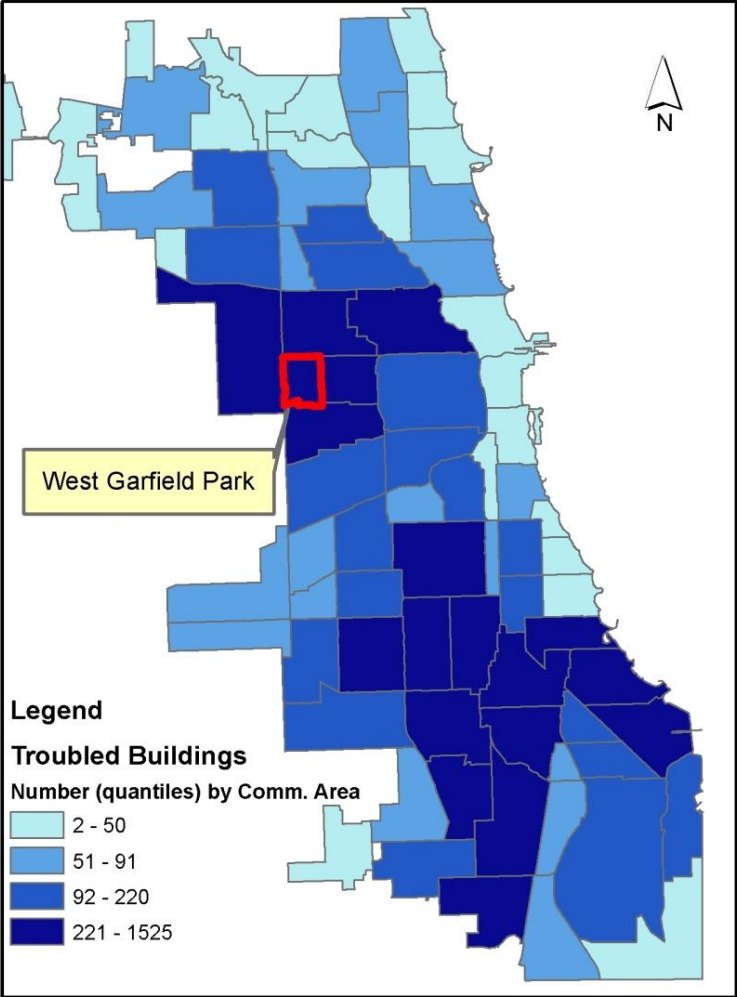 N
West Garfield Park
Legend
Troubled Buildings
Number (quantiles) by Comm. Area
2 - 50
51 - 91
92 - 220
221 - 1525